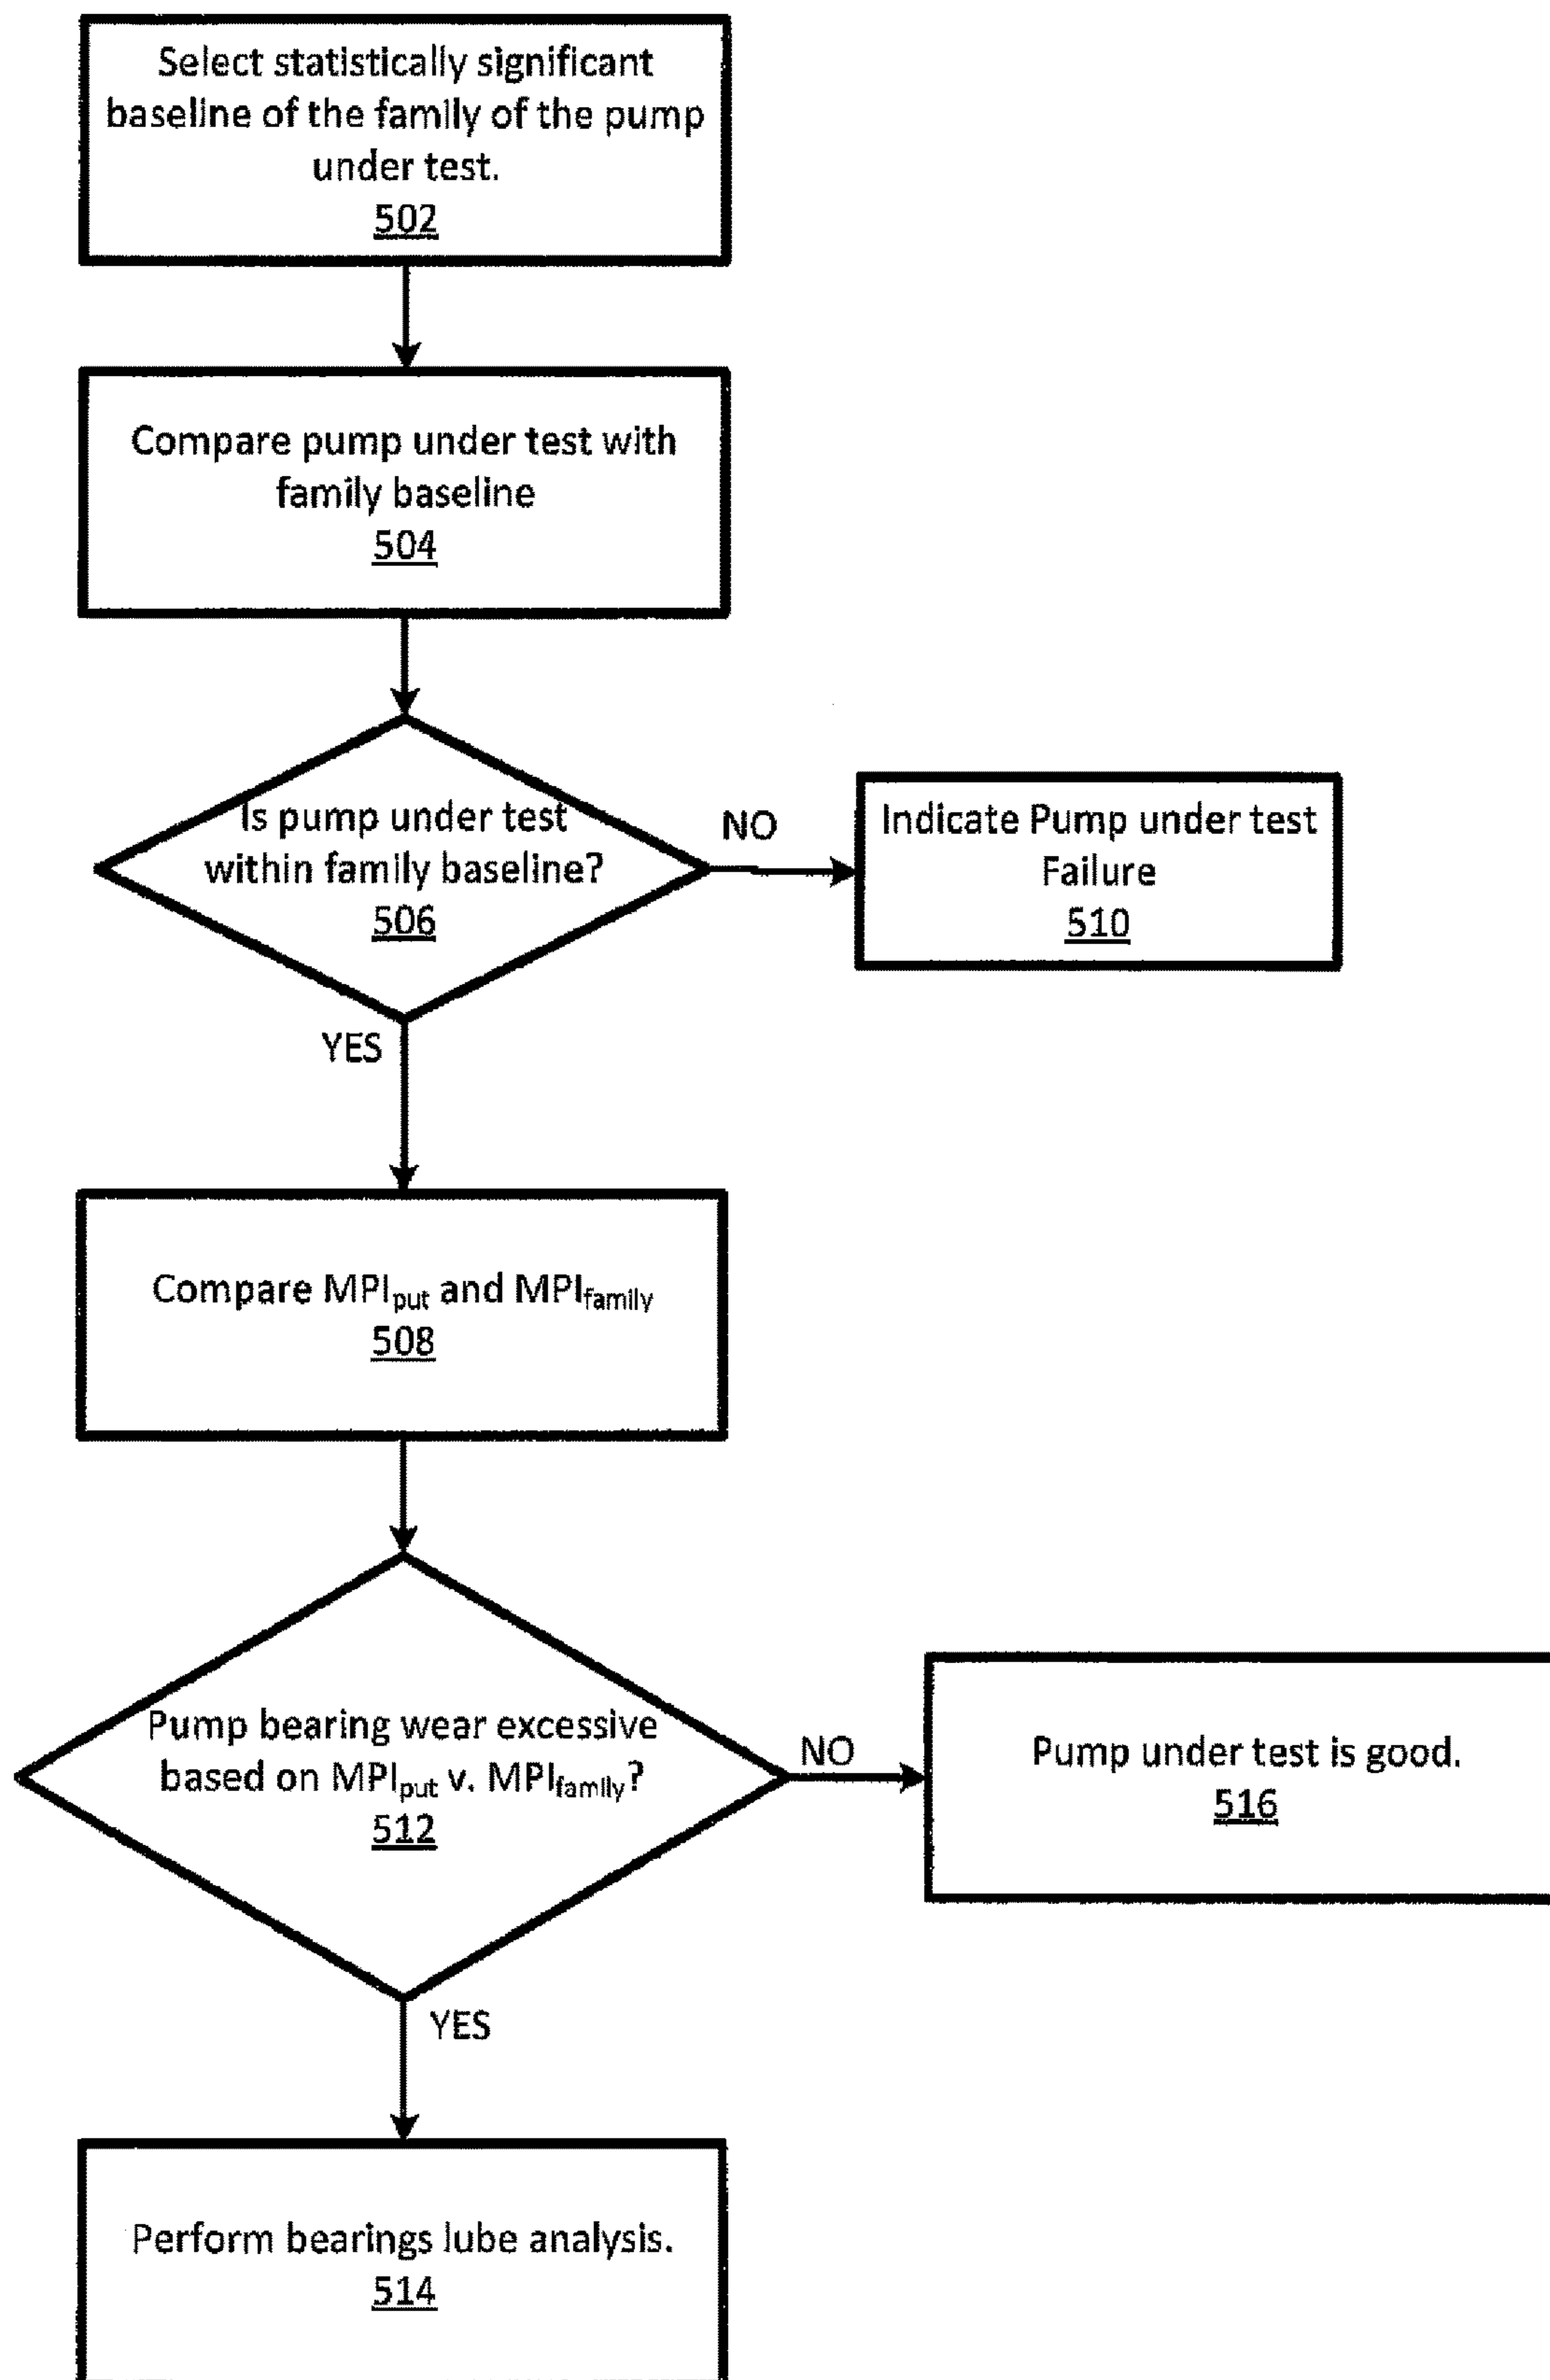 Select statistically significant
baseline of the family of the pump
under test.
502
Compare pump under test with
family baseline
504
Is pump under test
within family baseline?
506
NO
Indicate Pump under test
Failure
510
YES
Compare MPIput and MPIfamily
508
Pump bearing wear excessive
based on MPIput v. MPIfamily?
512
NO
Pump under test is good.
516
YES
Perform bearings lube analysis.
514